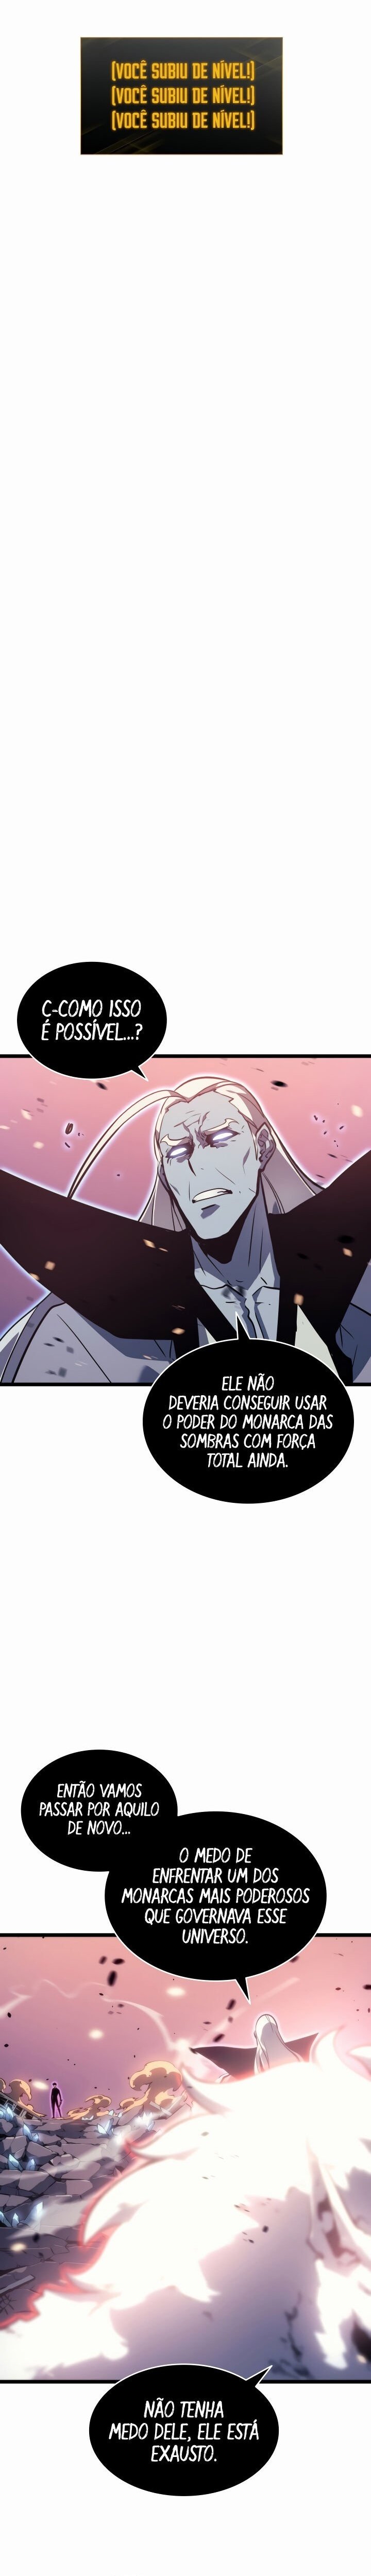 (VOCÊ SUBIU DE NÍVEL!)
(VOCÊ SUBIU DE NÍVEL!)
(VOCÊ SUBIU DE NÍVEL!)
C-COMO ISSO
É POSSÍVEL...?
ELE NÃO
DEVERIA CONSEGUIR USAR
O PODER DO MONARCA DAS
SOMBRAS COM FORÇA
TOTAL AINDA.
ENTÃO VAMOS
PASSAR POR AQUILO
DE NOVO...
O MEDO DE
ENFRENTAR UM DOS
MONARCAS MAIS PODEROSOS
QUE GOVERNAVA ESSE
UNIVERSO.
NÃO TENHA
MEDO DELE, ELE ESTÁ
EXAUSTO.